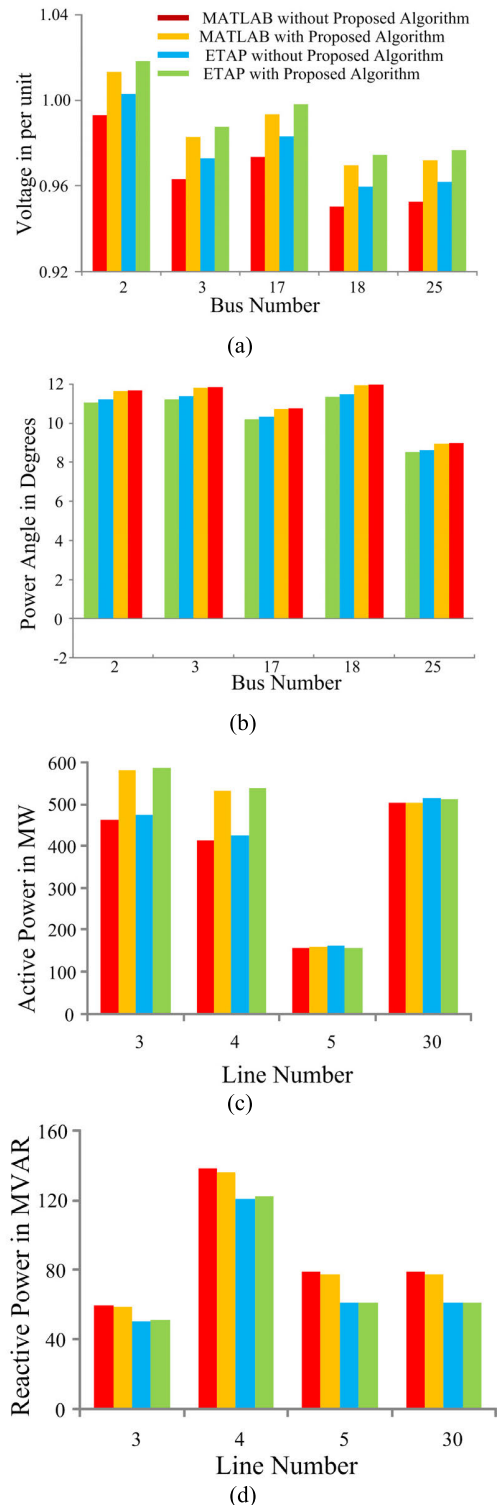 1.04
MATLAB without Proposed Algorithm
MATLAB with Proposed Algorithm
ETAP without Proposed Algorithm
ETAP with Proposed Algorithm
1.00
0.96
0.92
Voltage in per unit
2 3 17 18 25
Bus Number
(a)
12
10
8
6
4
2
0
-2
Power Angle in Degrees
2 3 17 18 25
Bus Number
(b)
600
500
400
300
200
100
0
Active Power in MW
3 4 5 30
Line Number
(c)
160
120
80
40
0
Reactive Power in MVAR
3 4 5 30
Line Number
(d)